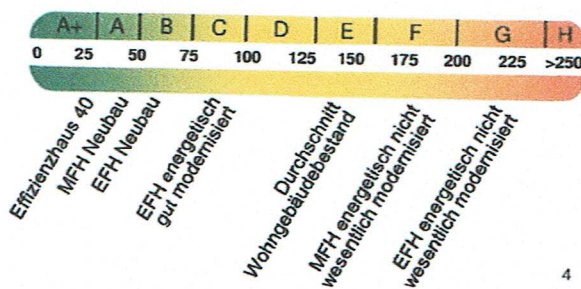 A+ A B C D E F G H
0 25 50 75 100 125 150 175 200 225 >250
Effizienzhaus 40
MFH Neubau
EFH Neubau
EFH energetisch
gut modernisiert
Durchschnitt
Wohngebäudebestand
MFH energetisch nicht
wesentlich modernisiert
EFH energetisch nicht
wesentlich modernisiert
4